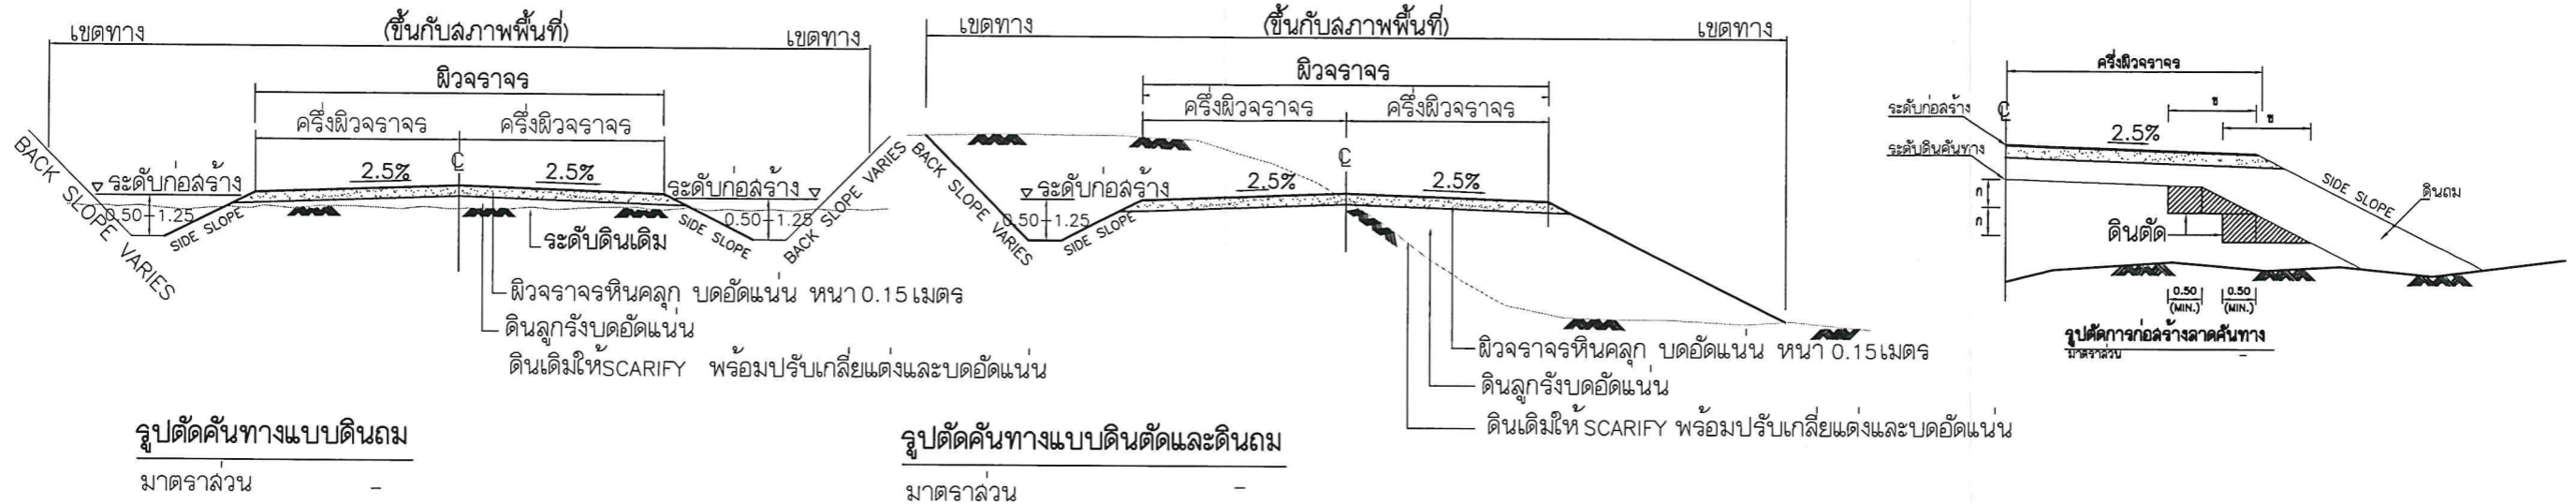 เขตทาง
(ขึ้นกับสภาพพื้นที่)
เขตทาง
ผิวจราจร
ครึ่งผิวจราจร
ครึ่งผิวจราจร
℄
2.5%
2.5%
BACK SLOPE VARIES
ระดับก่อสร้าง
0.50-1.25
SIDE SLOPE
ระดับก่อสร้าง
0.50-1.25
SIDE SLOPE
BACK SLOPE VARIES
ระดับดินเดิม
ผิวจราจรหินคลุก บดอัดแน่น หนา 0.15 เมตร
ดินลูกรังบดอัดแน่น
ดินเดิมให้SCARIFY พร้อมปรับเกลี่ยแต่งและบดอัดแน่น
รูปตัดคันทางแบบดินถม
มาตราส่วน -
เขตทาง
(ขึ้นกับสภาพพื้นที่)
เขตทาง
ผิวจราจร
ครึ่งผิวจราจร
ครึ่งผิวจราจร
℄
2.5%
2.5%
BACK SLOPE VARIES
ระดับก่อสร้าง
0.50-1.25
SIDE SLOPE
ผิวจราจรหินคลุก บดอัดแน่น หนา 0.15 เมตร
ดินลูกรังบดอัดแน่น
ดินเดิมให้ SCARIFY พร้อมปรับเกลี่ยแต่งและบดอัดแน่น
รูปตัดคันทางแบบดินตัดและดินถม
มาตราส่วน -
ครึ่งผิวจราจร
ระดับก่อสร้าง
℄
ข
ข
2.5%
ระดับดินคันทาง
SIDE SLOPE
ดินถม
ก
ก
ดินตัด
0.50
(MIN.)
0.50
(MIN.)
รูปตัดการก่อสร้างลาดคันทาง
มาตราส่วน -